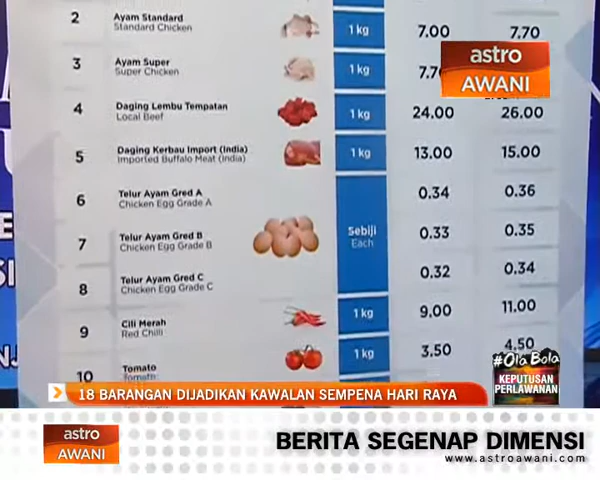 2 Ayam Standard 1 kg 7.00 7.70
Standard Chicken
3 Ayam Super 1 kg
Super Chicken
astro
AWANI
4 Daging Lembu Tempatan 1 kg 24.00 26.00
Local Beef
5 Daging Kerbau Import (India) 1 kg 13.00 15.00
Imported Buffalo Meat (India)
6 Telur Ayam Gred A 0.34 0.36
Chicken Egg Grade A
Sebiji
Each
7 Telur Ayam Gred B 0.33 0.35
Chicken Egg Grade B
8 Telur Ayam Gred C 0.32 0.34
Chicken Egg Grade C
9 Cili Merah 1 kg 9.00 11.00
Red Chilli
10 Tomato 1 kg 3.50 4.50
Tomato
#OlaBola
KEPUTUSAN
PERLAWANAN
18 BARANGAN DIJADIKAN KAWALAN SEMPENA HARI RAYA
astro
AWANI
BERITA SEGENAP DIMENSI
www.astroawani.com